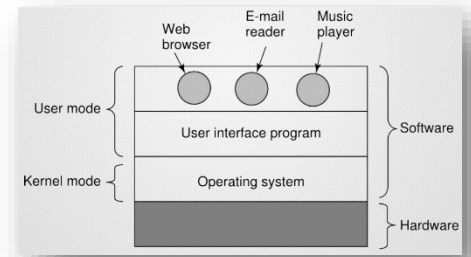 Web
browser
E-mail
reader
Music
player
User mode
User interface program
Software
Kernel mode
Operating system
Hardware